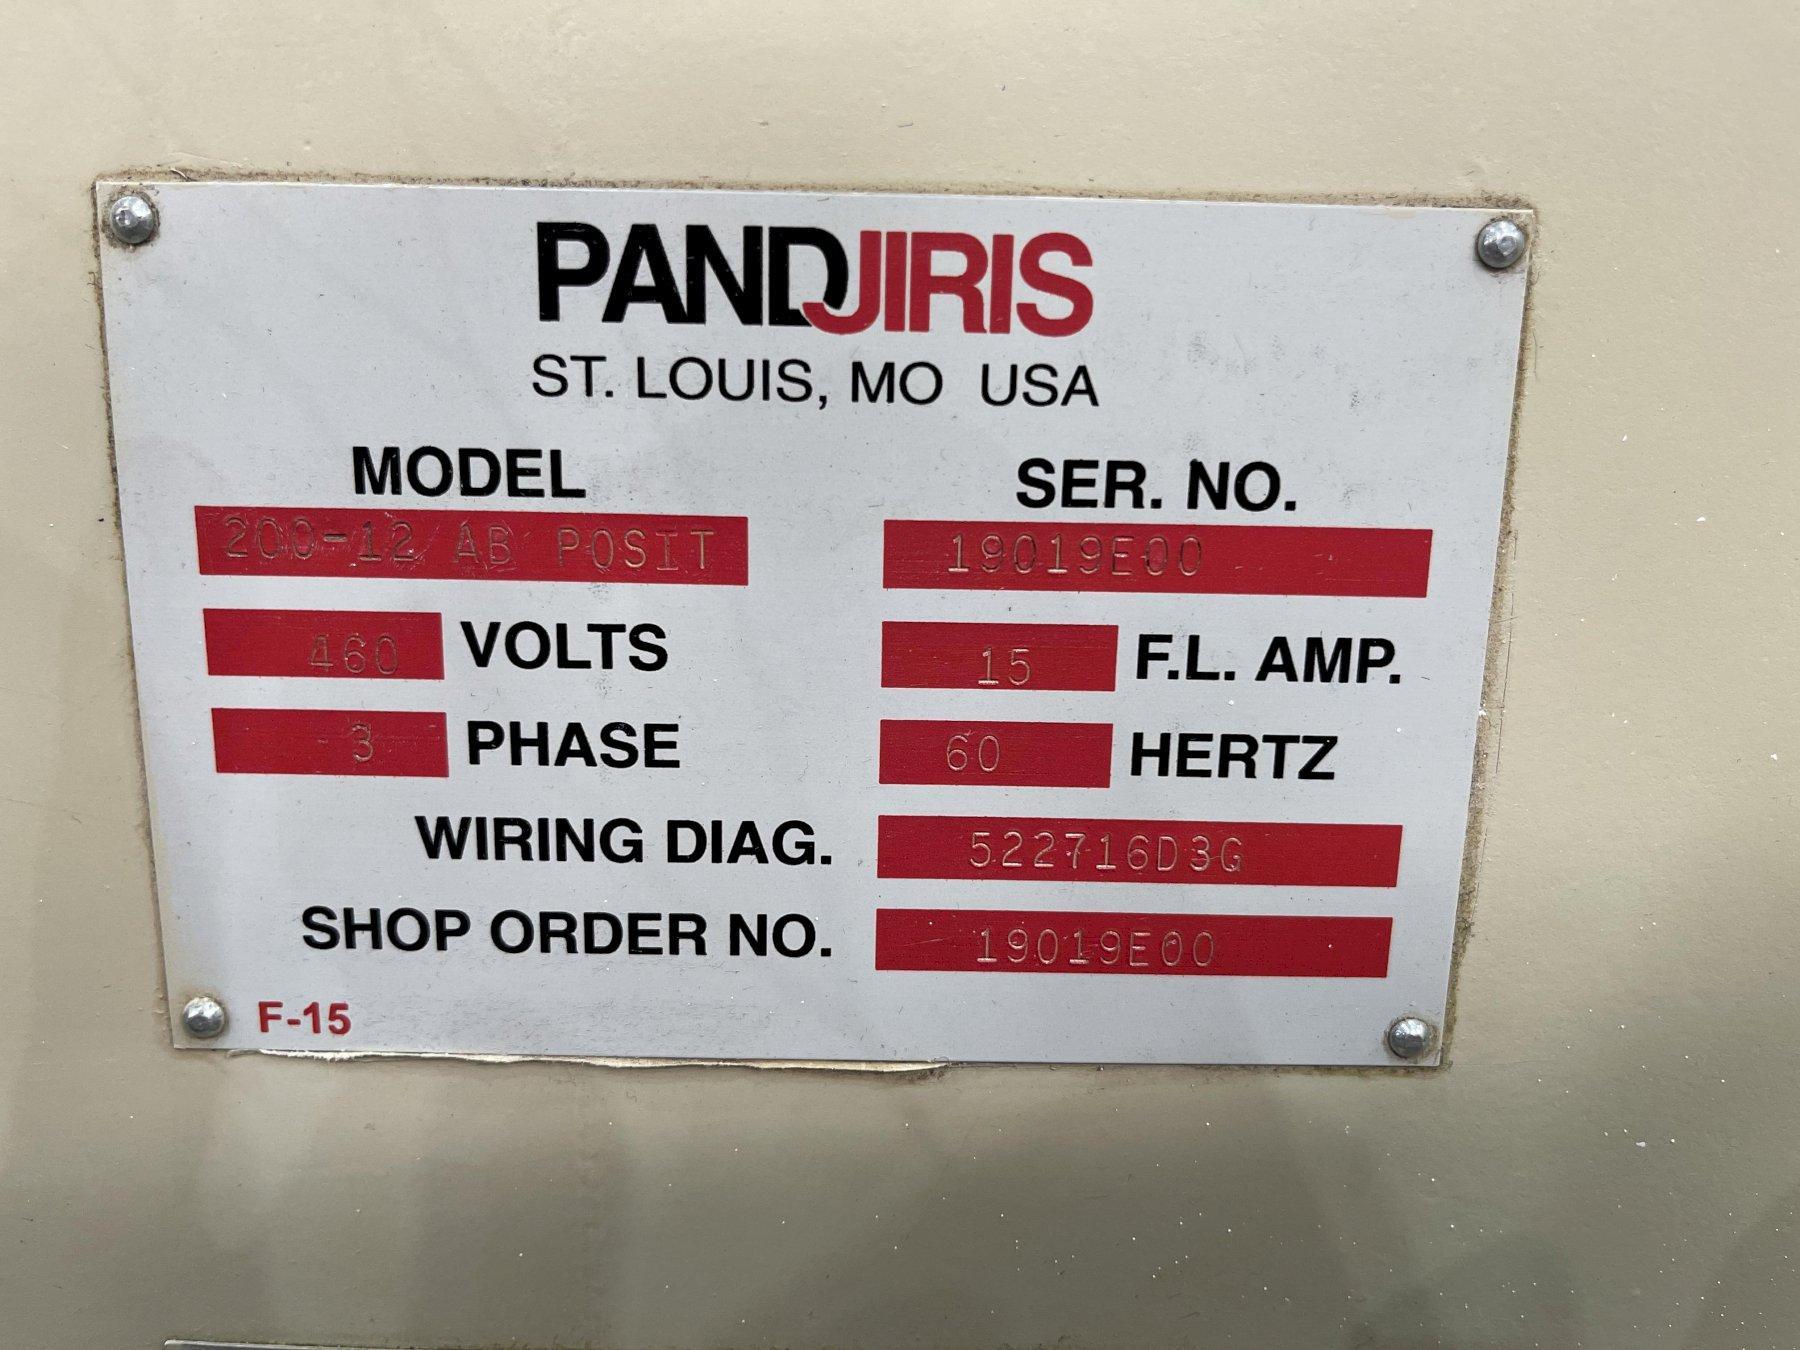 PANDJIRIS
ST. LOUIS, MO USA
MODEL SER. NO.
200-12 AB POSIT 19019E00
460 VOLTS 15 F.L. AMP.
3 PHASE 60 HERTZ
WIRING DIAG. 522716D3G
SHOP ORDER NO. 19019E00
F-15